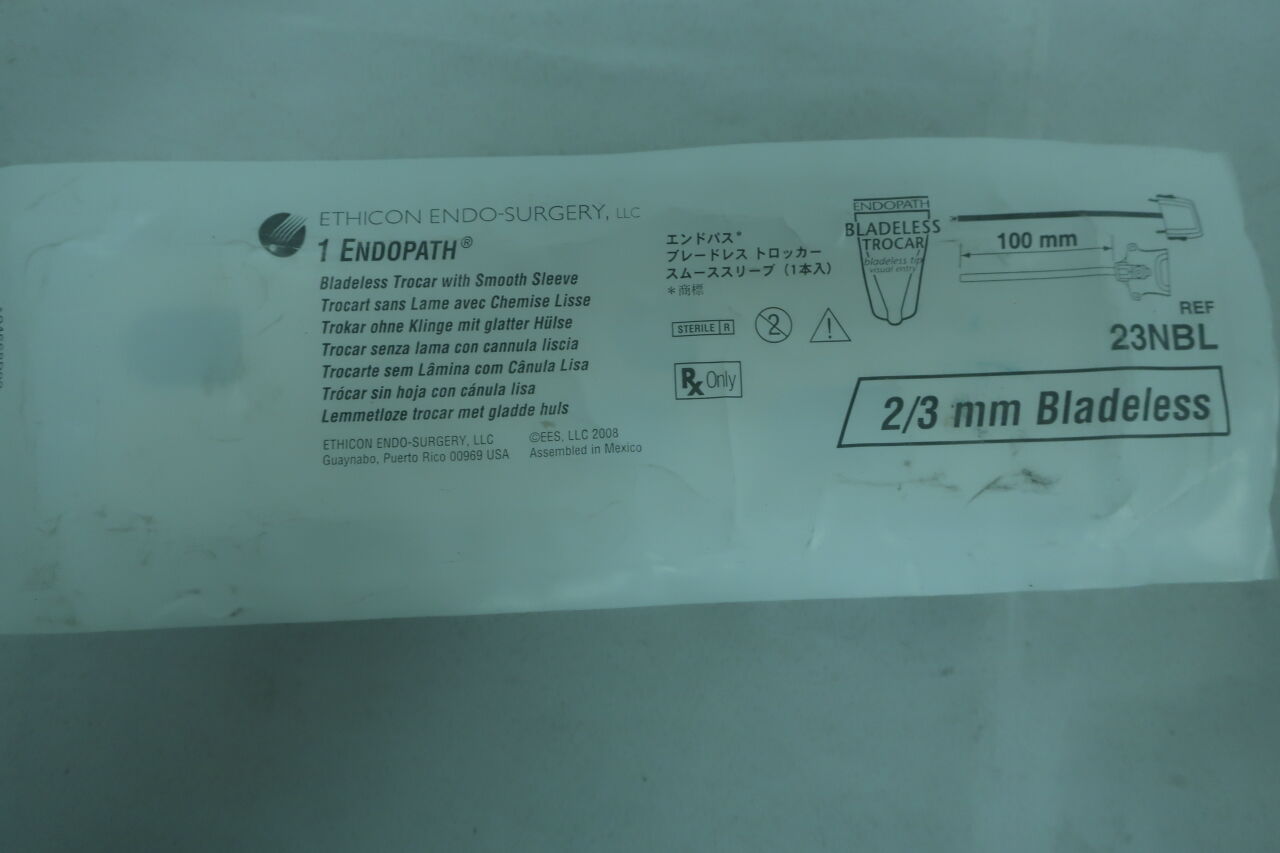 ETHICON ENDO-SURGERY, LLC
1 ENDOPATH®
Bladeless Trocar with Smooth Sleeve
Trocart sans Lame avec Chemise Lisse
Trokar ohne Klinge mit glatter Hülse
Trocar senza lama con cannula liscia
Trocarte sem Lâmina com Cânula Lisa
Trócar sin hoja con cánula lisa
Lemmetloze trocar met gladde huls
ETHICON ENDO-SURGERY, LLC
Guaynabo, Puerto Rico 00969 USA
©EES, LLC 2008
Assembled in Mexico
エンドパス*
ブレードレス トロッカー
スムーススリーブ（1本入）
*商標
STERILE R
2
Rx Only
ENDOPATH
BLADELESS
TROCAR
bladeless tip
visual entry
100 mm
REF
23NBL
2/3 mm Bladeless